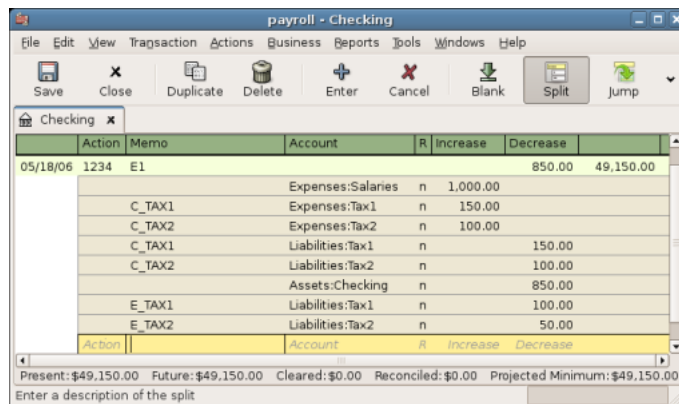 payroll - Checking
File Edit View Transaction Actions Business Reports Tools Windows Help
Save Close Duplicate Delete Enter Cancel Blank Split Jump
Checking
Action Memo Account R Increase Decrease
05/18/06 1234 E1 850.00 49,150.00
Expenses:Salaries n 1,000.00
C_TAX1 Expenses:Tax1 n 150.00
C_TAX2 Expenses:Tax2 n 100.00
C_TAX1 Liabilities:Tax1 n 150.00
C_TAX2 Liabilities:Tax2 n 100.00
Assets:Checking n 850.00
E_TAX1 Liabilities:Tax1 n 100.00
E_TAX2 Liabilities:Tax2 n 50.00
Action Account R Increase Decrease
Present:$49,150.00 Future:$49,150.00 Cleared:$0.00 Reconciled:$0.00 Projected Minimum:$49,150.00
Enter a description of the split